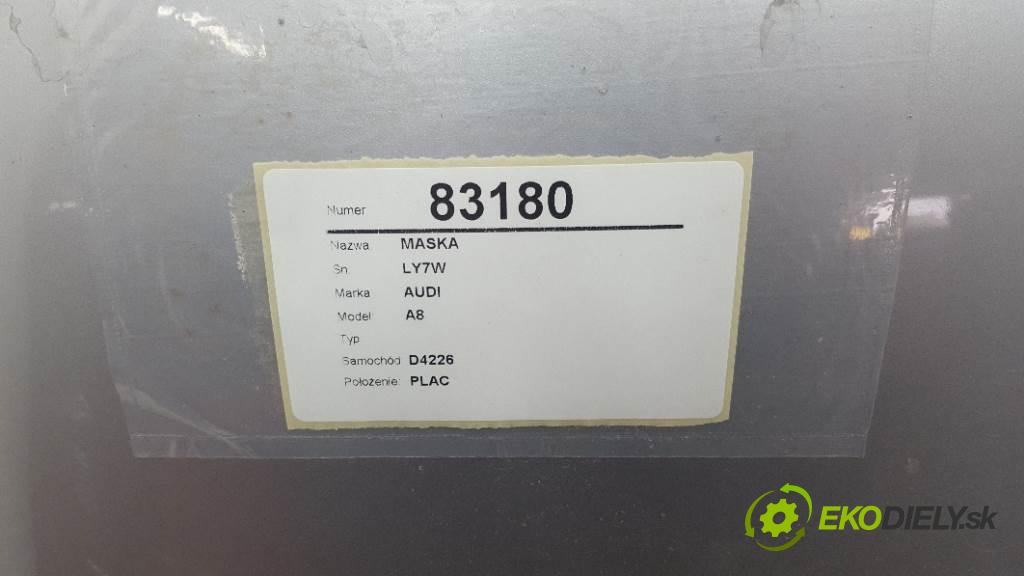 Numer 83180
Nazwa MASKA
Sn. LY7W
Marka AUDI
Model: A8
Typ
Samochód D4226
Położenie: PLAC
EKODIELY.sk